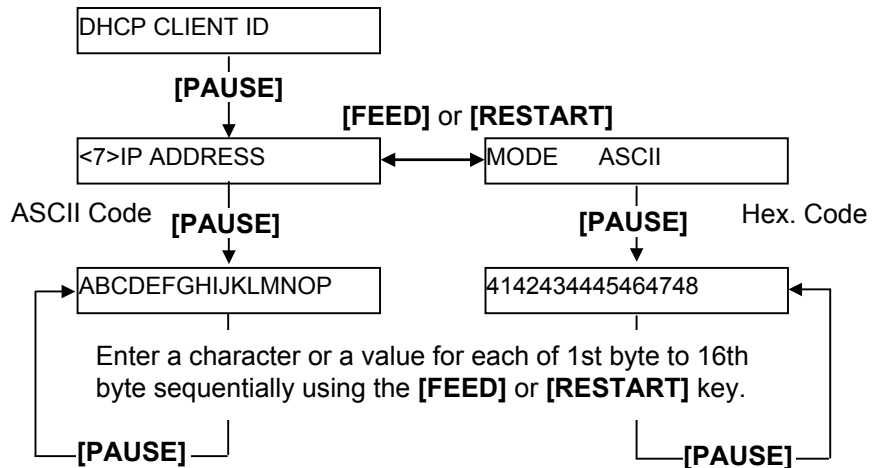 DHCP CLIENT ID
[PAUSE]
[FEED] or [RESTART]
<7>IP ADDRESS
MODE ASCII
ASCII Code
[PAUSE]
[PAUSE]
Hex. Code
ABCDEFGHIJKLMNOP
4142434445464748
Enter a character or a value for each of 1st byte to 16th
byte sequentially using the [FEED] or [RESTART] key.
[PAUSE]
[PAUSE]